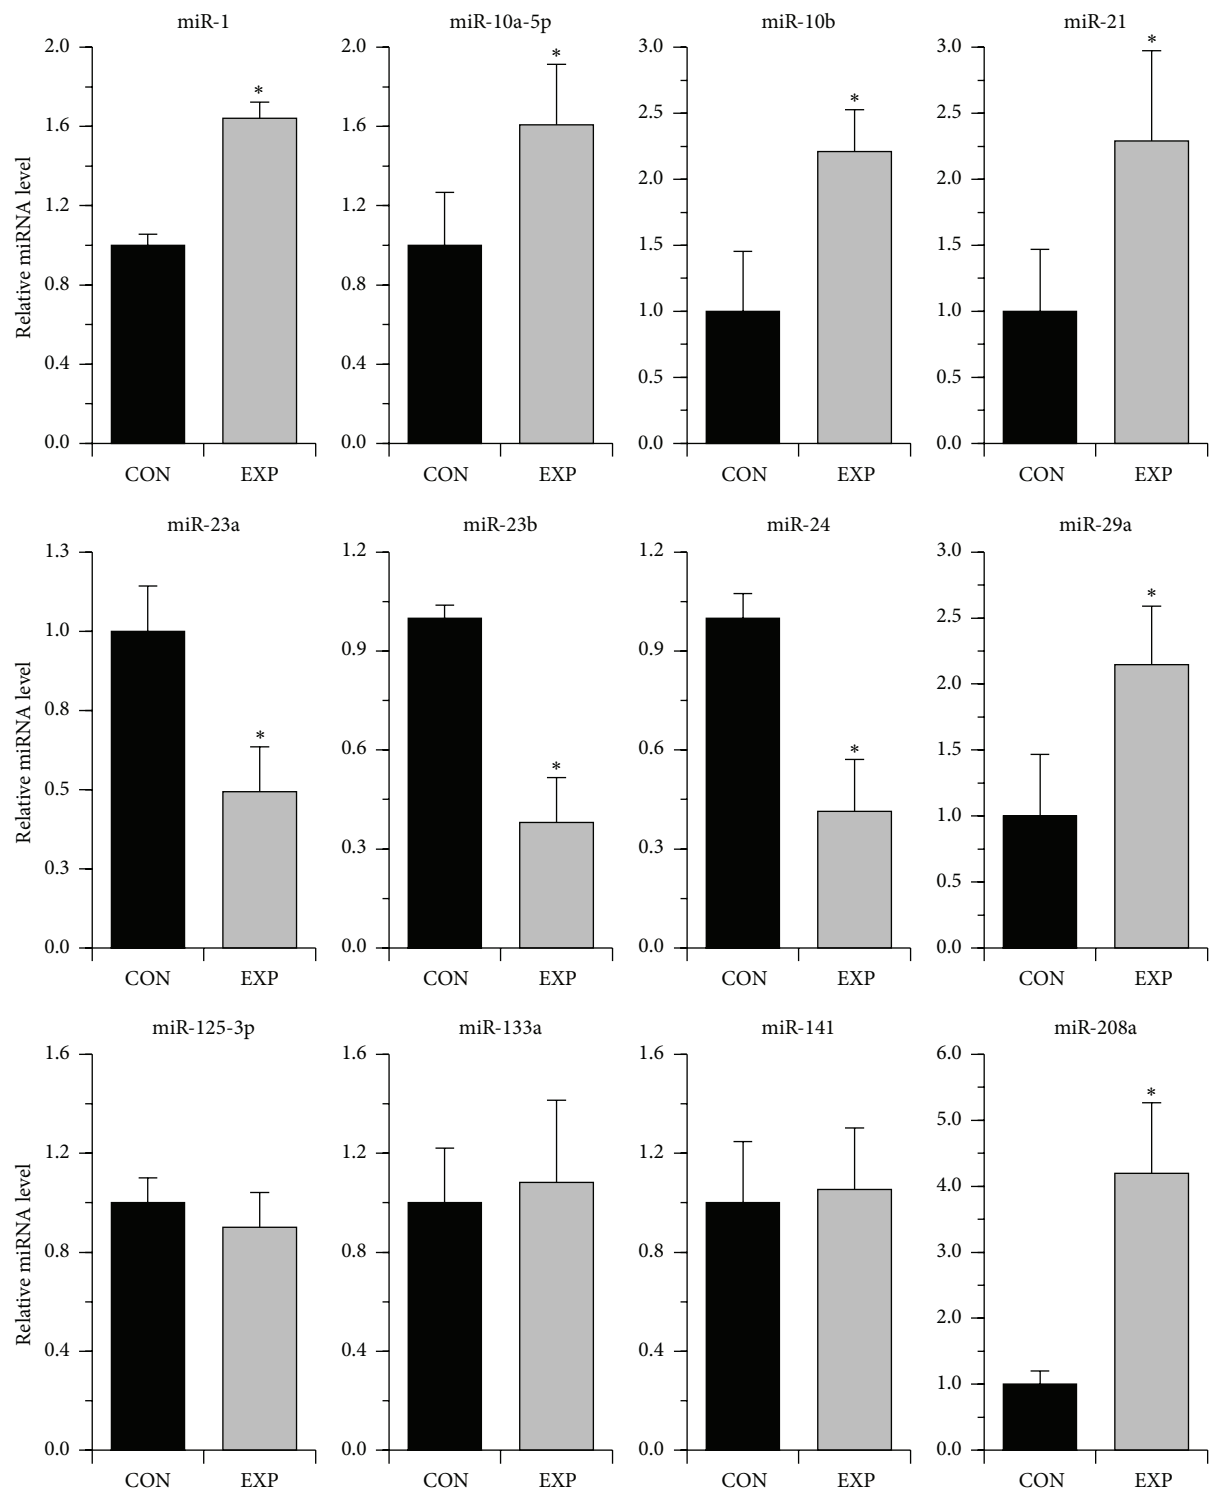 miR-1
2.0
1.6
1.2
0.8
0.4
0.0
Relative miRNA level
*
CON EXP
miR-10a-5p
2.0
1.6
1.2
0.8
0.4
0.0
*
CON EXP
miR-10b
3.0
2.5
2.0
1.5
1.0
0.5
0.0
*
CON EXP
miR-21
3.0
2.5
2.0
1.5
1.0
0.5
0.0
*
CON EXP
miR-23a
1.3
1.0
0.8
0.5
0.3
0.0
Relative miRNA level
*
CON EXP
miR-23b
1.2
0.9
0.6
0.3
0.0
*
CON EXP
miR-24
1.2
0.9
0.6
0.3
0.0
*
CON EXP
miR-29a
3.0
2.5
2.0
1.5
1.0
0.5
0.0
*
CON EXP
miR-125-3p
1.6
1.2
0.8
0.4
0.0
Relative miRNA level
CON EXP
miR-133a
1.6
1.2
0.8
0.4
0.0
CON EXP
miR-141
1.6
1.2
0.8
0.4
0.0
CON EXP
miR-208a
6.0
5.0
4.0
3.0
2.0
1.0
0.0
*
CON EXP